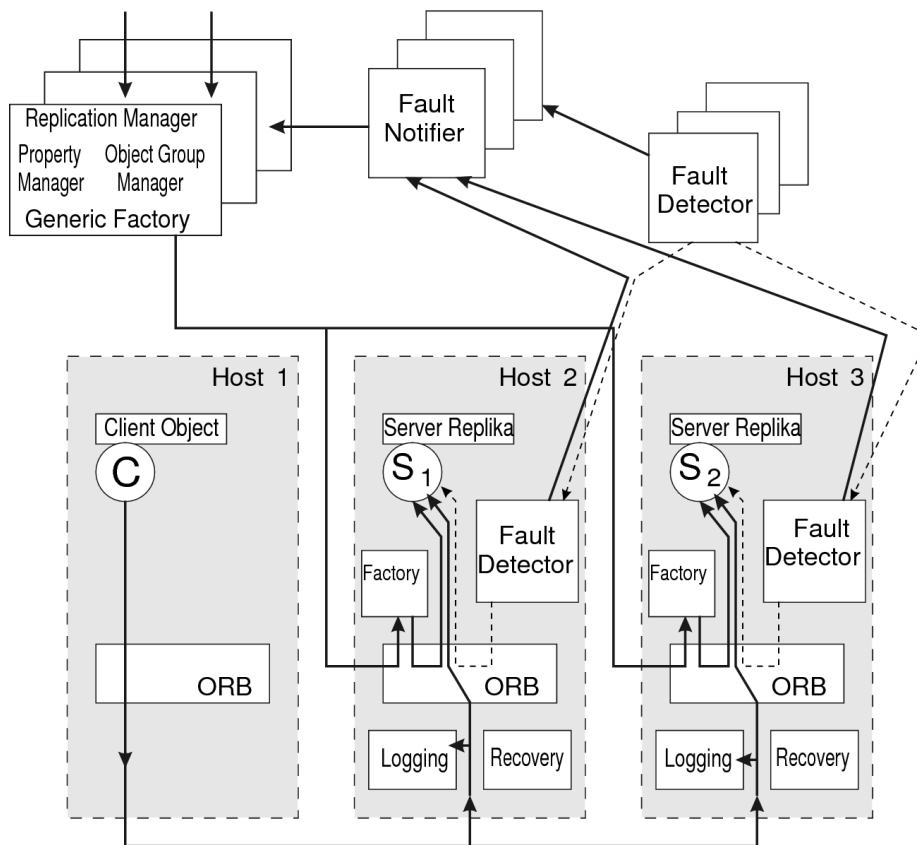 Replication Manager
Property Manager
Object Group Manager
Generic Factory
Fault Notifier
Fault Detector
Host 1
Client Object
C
ORB
Host 2
Server Replika
S1
Fault Detector
Factory
ORB
Logging
Recovery
Host 3
Server Replika
S2
Fault Detector
Factory
ORB
Logging
Recovery